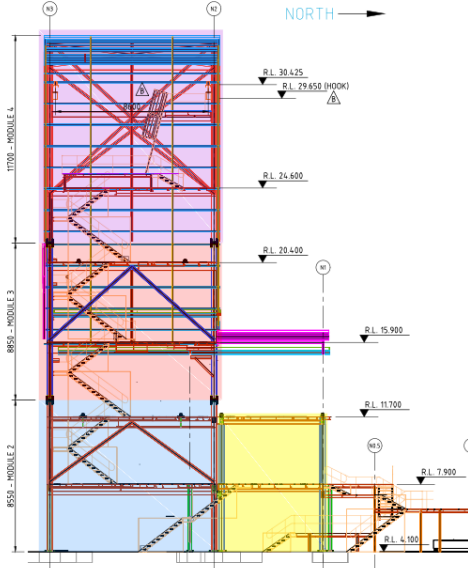 N3
N2
NORTH
R.L. 30.425
B
R.L. 29.650 (HOOK)
B
8600
11700 - MODULE 4
R.L. 24.600
R.L. 20.400
N1
8850 - MODULE 3
R.L. 15.900
R.L. 11.700
N0.5
8550 - MODULE 2
R.L. 7.900
R.L. 4.100